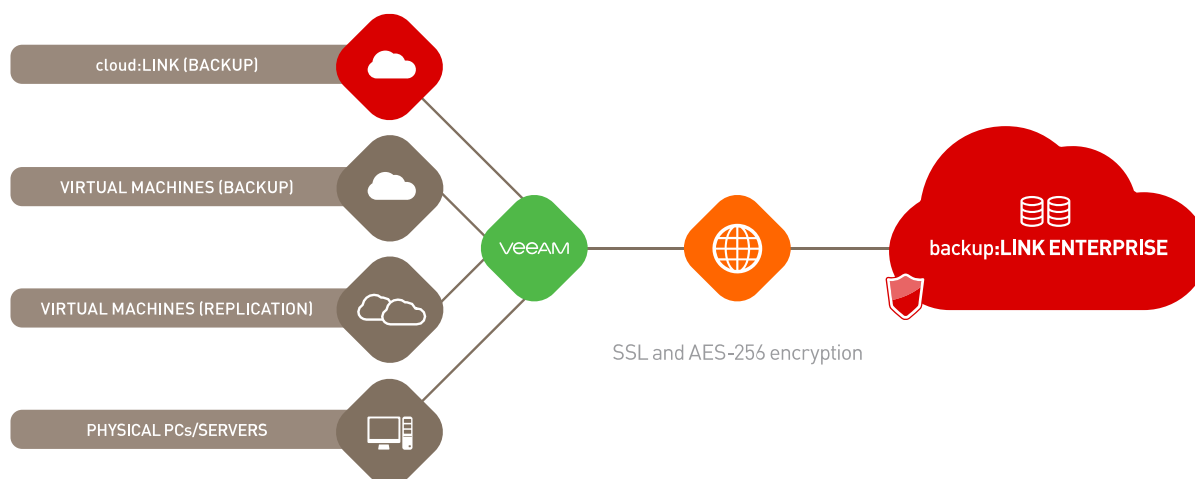 cloud:LINK (BACKUP)
VIRTUAL MACHINES (BACKUP)
VIRTUAL MACHINES (REPLICATION)
PHYSICAL PCs/SERVERS
veeAM
SSL and AES-256 encryption
backup:LINK ENTERPRISE